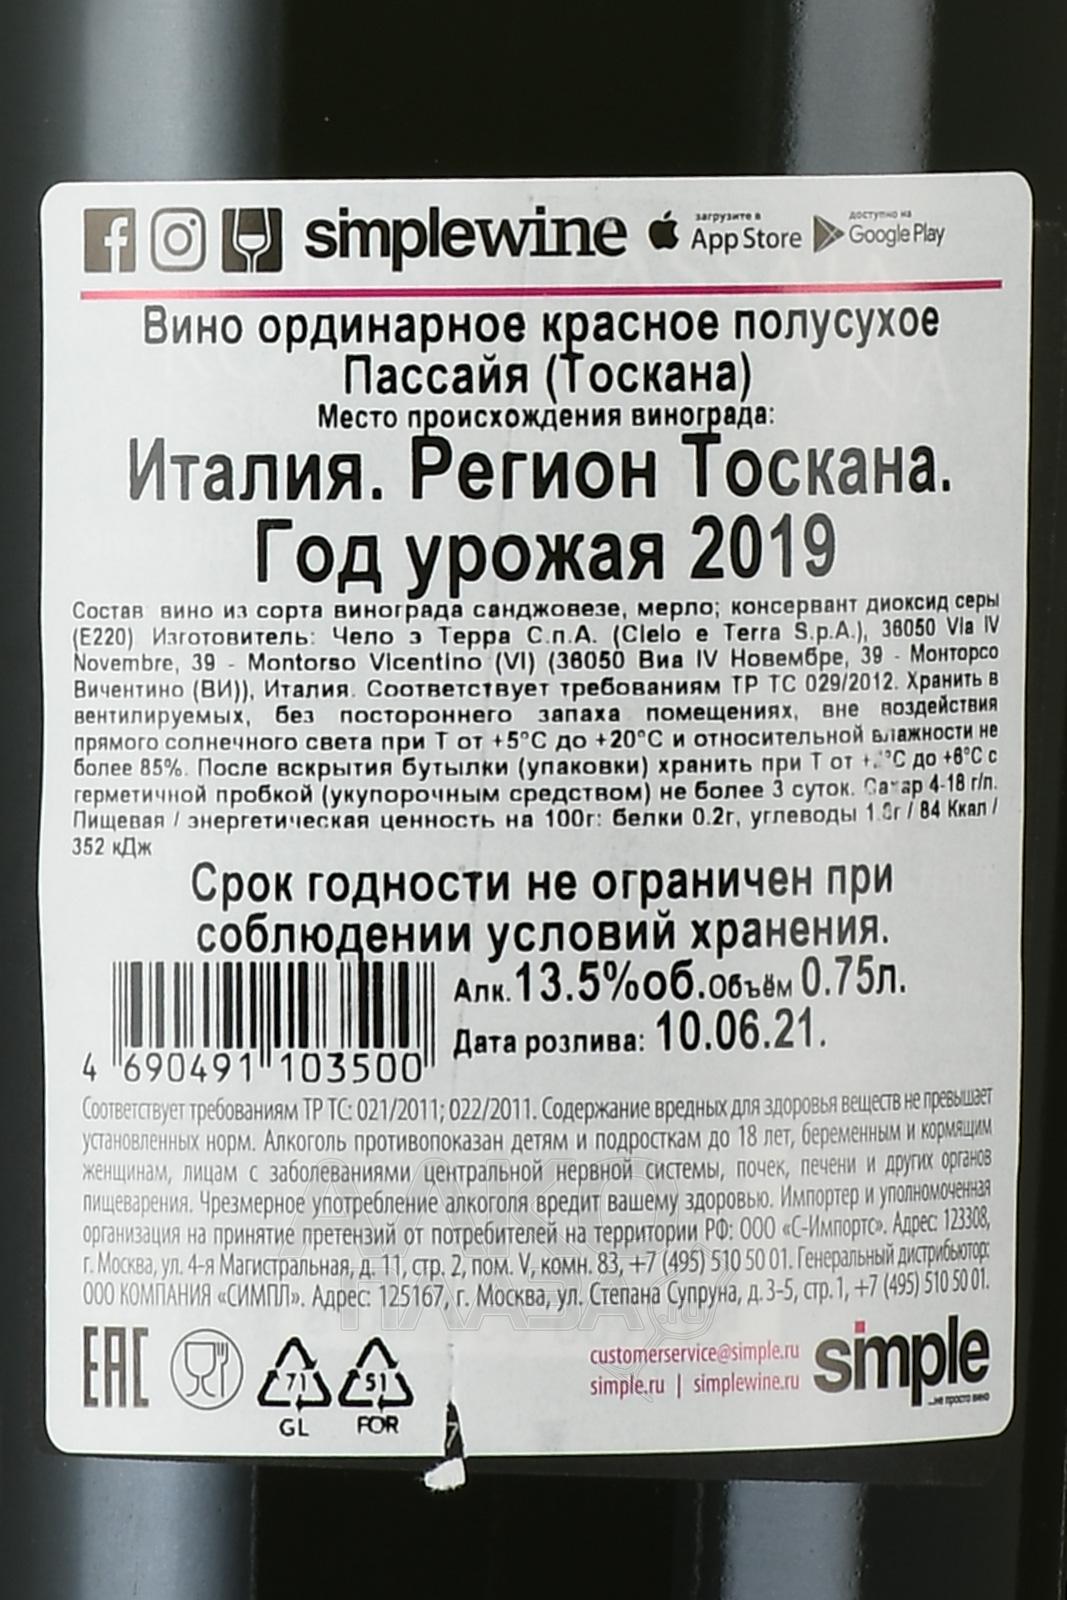 simplewine загрузите в App Store доступно на Google Play
Вино ординарное красное полусухое
Пассайя (Тоскана)
Место происхождения винограда:
Италия. Регион Тоскана.
Год урожая 2019
Состав вино из сорта винограда санджовезе, мерло; консервант диоксид серы
(Е220) Изготовитель: Чело э Терра С.п.А. (Cielo e Terra S.p.A.), 36050 Via IV
Novembre, 39 - Montorso Vicentino (VI) (36050 Виа IV Новембре, 39 - Монторсо
Вичентино (ВИ)), Италия. Соответствует требованиям ТР ТС 029/2012. Хранить в
вентилируемых, без постороннего запаха помещениях, вне воздействия
прямого солнечного света при Т от +5°С до +20°С и относительной влажности не
более 85%. После вскрытия бутылки (упаковки) хранить при Т от до +6°С с
герметичной пробкой (укупорочным средством) не более 3 суток. Сахар 4-18 г/л.
Пищевая / энергетическая ценность на 100г: белки 0.2г, углеводы / 84 Ккал /
352 кДж
Срок годности не ограничен при
соблюдении условий хранения.
Алк. 13.5%об. Объём 0.75л.
Дата розлива: 10.06.21.
4 690491 103500
Соответствует требованиям ТР ТС: 021/2011; 022/2011. Содержание вредных для здоровья веществ не превышает
установленных норм. Алкоголь противопоказан детям и подросткам до 18 лет, беременным и кормящим
женщинам, лицам с заболеваниями центральной нервной системы, почек, печени и других органов
пищеварения. Чрезмерное употребление алкоголя вредит вашему здоровью. Импортер и уполномоченная
организация на принятие претензий от потребителей на территории РФ: ООО «С-Импортс». Адрес: 123308,
г. Москва, ул. 4-я Магистральная, д. 11, стр. 2, пом. V, комн. 83, +7 (495) 510 50 01. Генеральный дистрибьютор:
ООО КОМПАНИЯ «СИМПЛ». Адрес: 125167, г. Москва, ул. Степана Супруна, д. 3-5, стр. 1, +7 (495) 510 50 01.
АЛКОПЛАЗА.ru
EAC 71 GL 51 FOR
customerservice@simple.ru
simple.ru | simplewine.ru
simple
...не просто вино
7